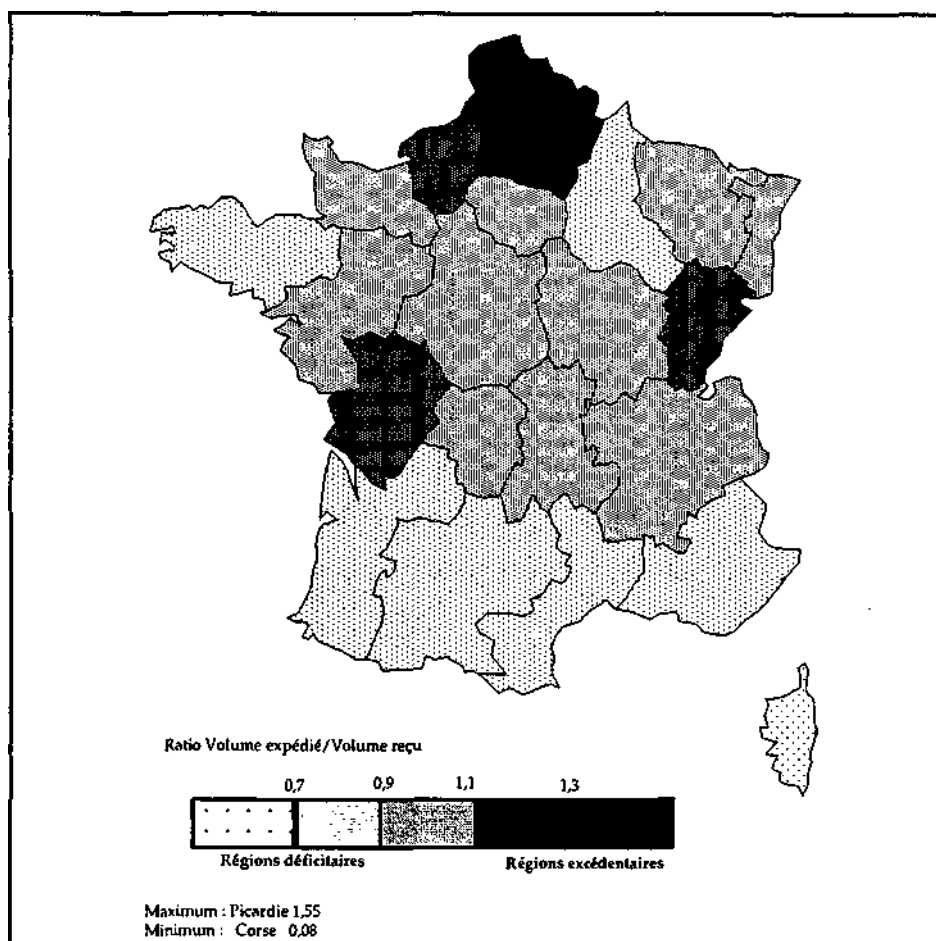 Ratio Volume expédié/Volume reçu
0,7 0,9 1,1 1,3
Régions déficitaires Régions excédentaires
Maximum : Picardie 1,55
Minimum : Corse 0,08